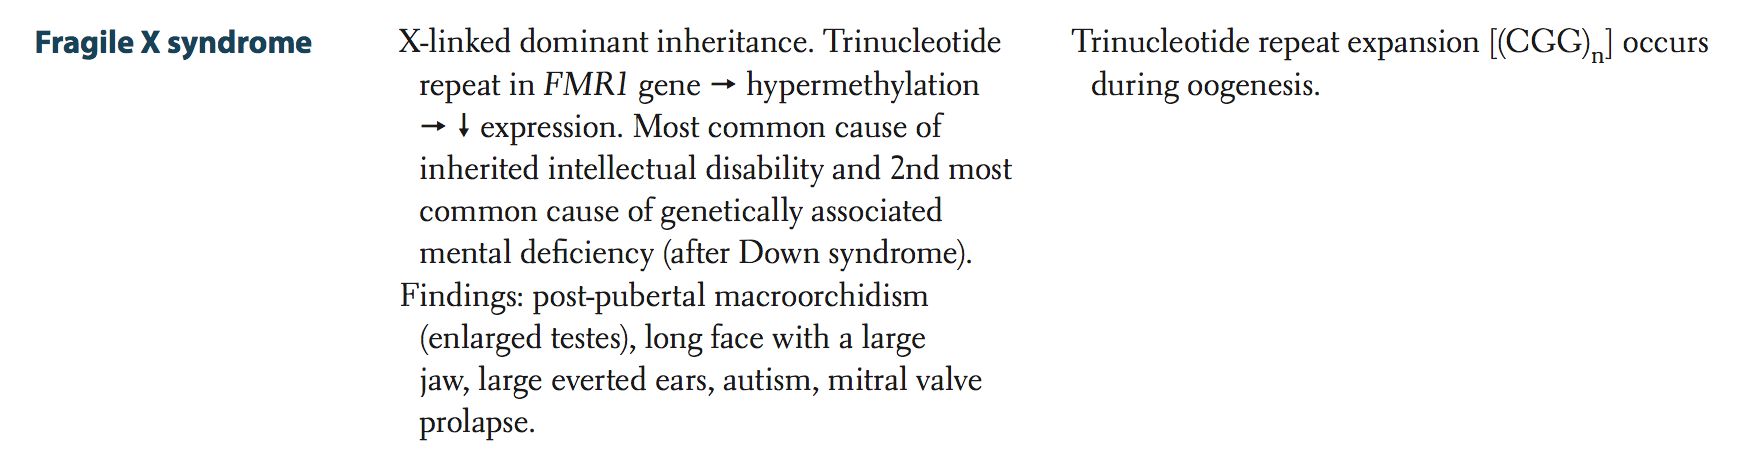 Fragile X syndrome
X-linked dominant inheritance. Trinucleotide
repeat in FMR1 gene → hypermethylation
→ ↓ expression. Most common cause of
inherited intellectual disability and 2nd most
common cause of genetically associated
mental deficiency (after Down syndrome).
Findings: post-pubertal macroorchidism
(enlarged testes), long face with a large
jaw, large everted ears, autism, mitral valve
prolapse.
Trinucleotide repeat expansion [(CGG)n] occurs
during oogenesis.